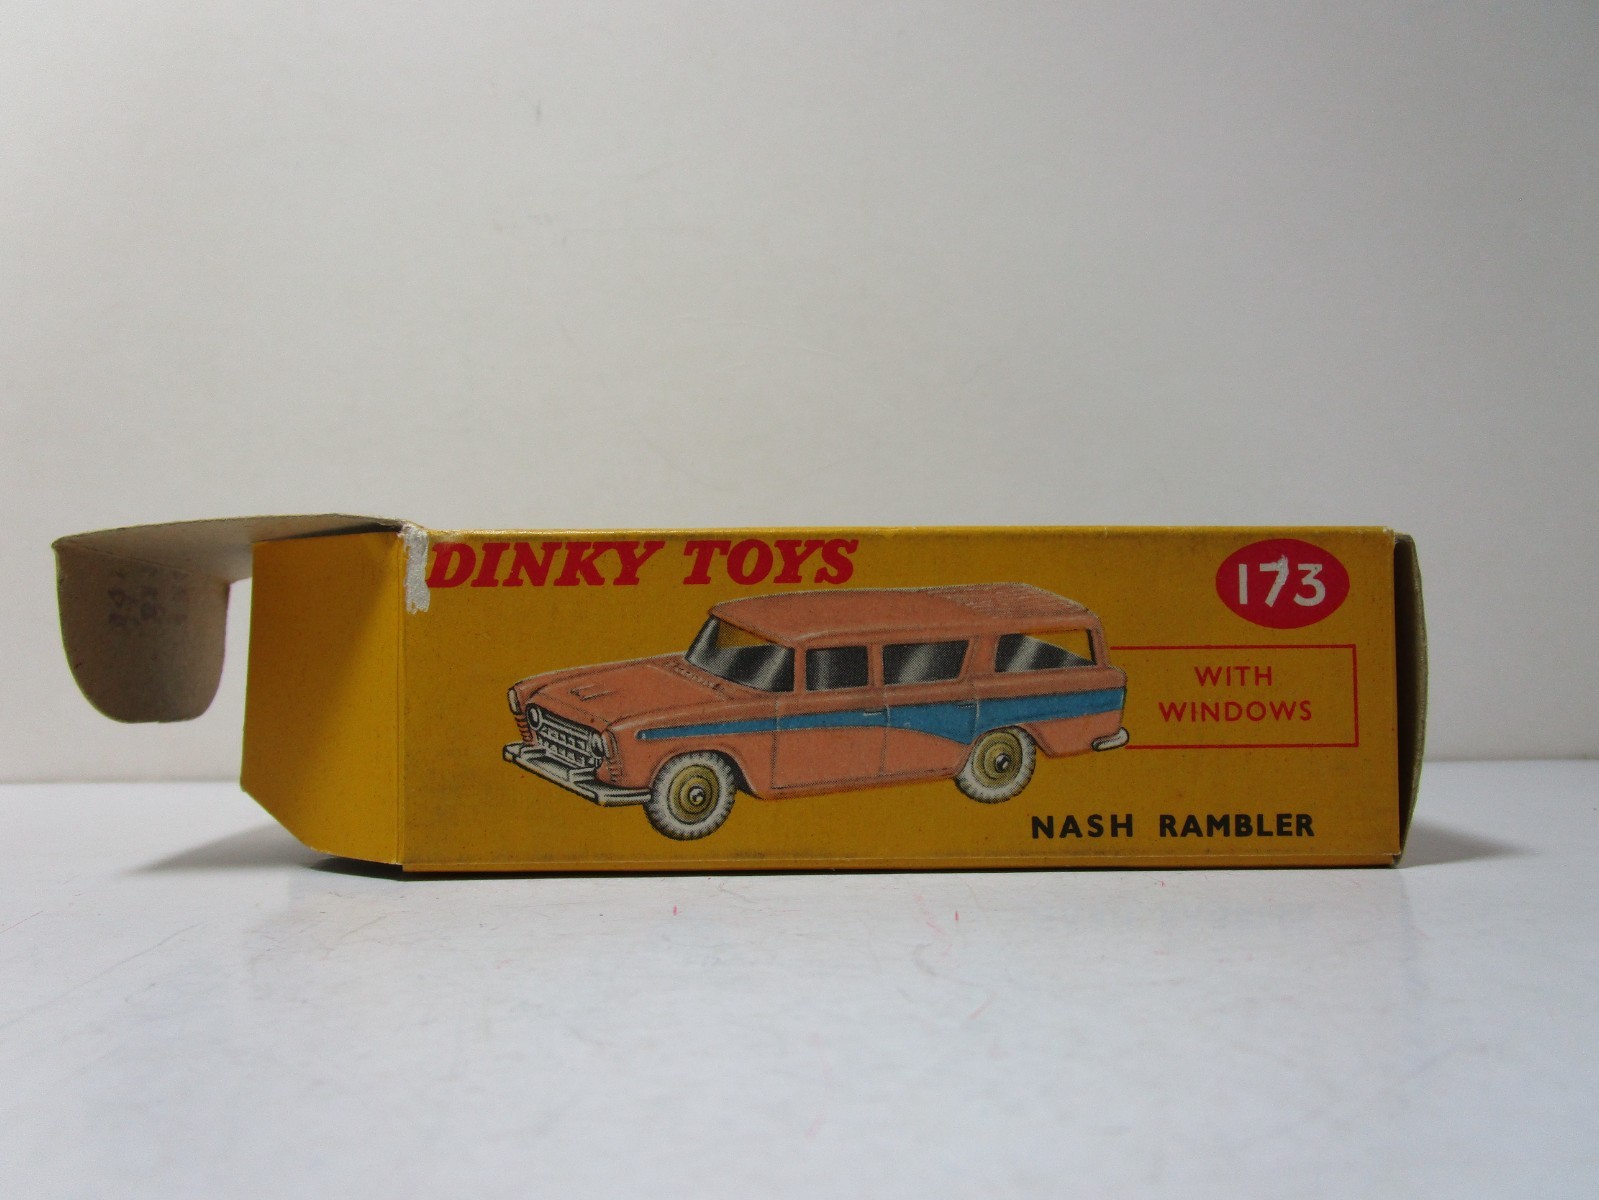 DINKY TOYS
173
WITH
WINDOWS
NASH RAMBLER